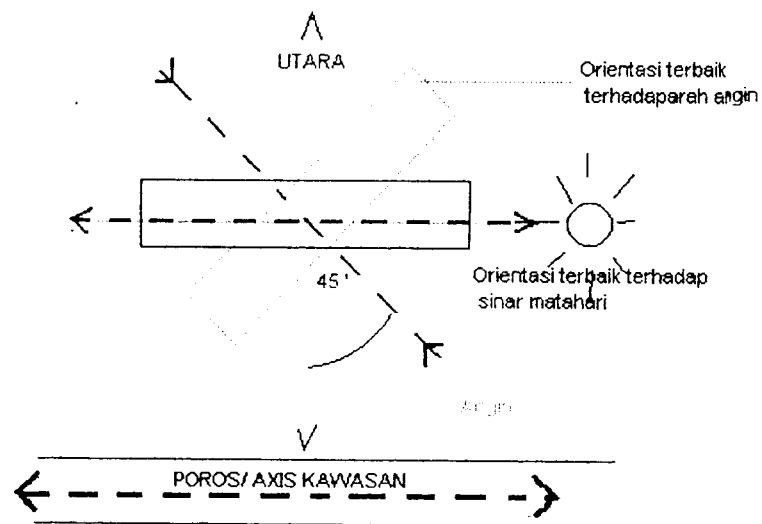 UTARA
Orientasi terbaik
terhadaparah angin
45'
Orientasi terbaik terhadap
sinar matahari
Angin
POROS/ AXIS KAWASAN